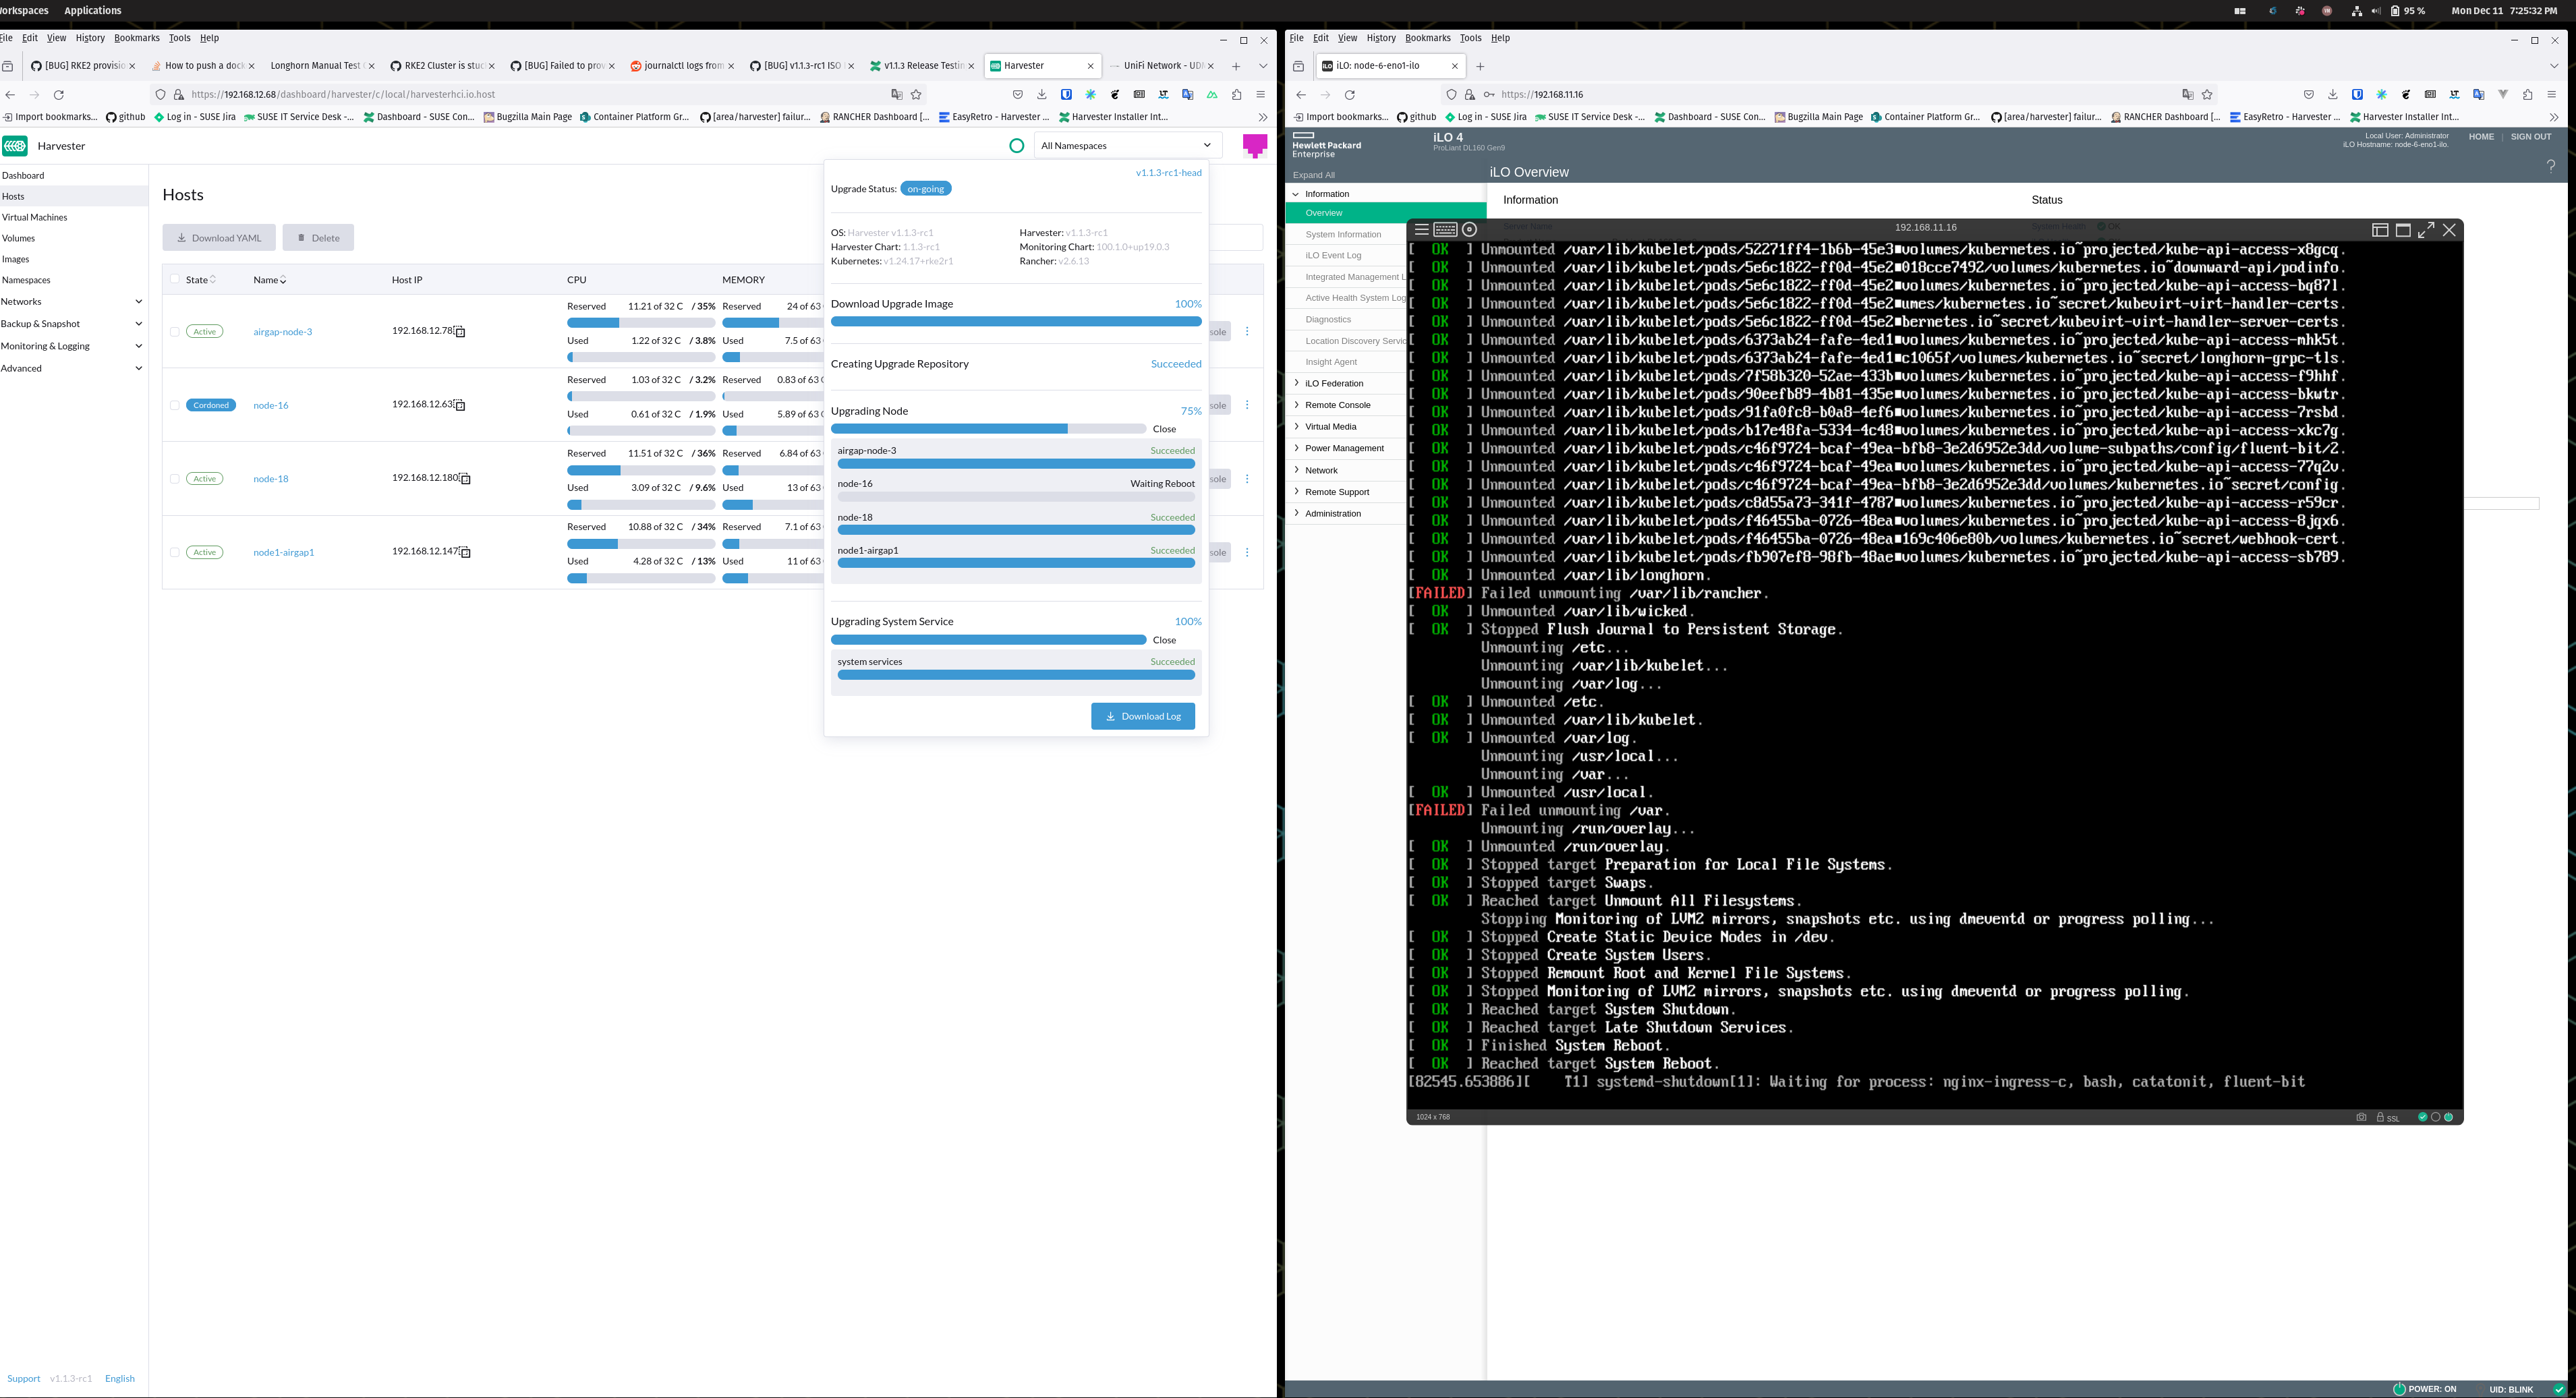 Workspaces Applications
95 % Mon Dec 11 7:25:32 PM
File Edit View History Bookmarks Tools Help
[BUG] RKE2 provisio How to push a dock Longhorn Manual Test RKE2 Cluster is stuc [BUG] Failed to prov journalctl logs from [BUG] v1.1.3-rc1 ISO v1.1.3 Release Testin Harvester UniFi Network - UDM
https://192.168.12.68/dashboard/harvester/c/local/harvesterhci.io.host
Import bookmarks... github Log in - SUSE Jira SUSE IT Service Desk -... Dashboard - SUSE Con... Bugzilla Main Page Container Platform Gr... [area/harvester] failur... RANCHER Dashboard [... EasyRetro - Harvester ... Harvester Installer Int...
Harvester
All Namespaces
Dashboard
Hosts
Virtual Machines
Volumes
Images
Namespaces
Networks
Backup & Snapshot
Monitoring & Logging
Advanced
Hosts
Download YAML Delete
State Name Host IP CPU MEMORY
Active airgap-node-3 192.168.12.78
Reserved 11.21 of 32 C / 35% Reserved 24 of 63
Used 1.22 of 32 C / 3.8% Used 7.5 of 63
Cordoned node-16 192.168.12.63
Reserved 1.03 of 32 C / 3.2% Reserved 0.83 of 63
Used 0.61 of 32 C / 1.9% Used 5.89 of 63
Active node-18 192.168.12.180
Reserved 11.51 of 32 C / 36% Reserved 6.84 of 63
Used 3.09 of 32 C / 9.6% Used 13 of 63
Active node1-airgap1 192.168.12.147
Reserved 10.88 of 32 C / 34% Reserved 7.1 of 63
Used 4.28 of 32 C / 13% Used 11 of 63
sole
sole
sole
sole
v1.1.3-rc1-head
Upgrade Status: on-going
OS: Harvester v1.1.3-rc1 Harvester: v1.1.3-rc1
Harvester Chart: 1.1.3-rc1 Monitoring Chart: 100.1.0+up19.0.3
Kubernetes: v1.24.17+rke2r1 Rancher: v2.6.13
Download Upgrade Image 100%
Creating Upgrade Repository Succeeded
Upgrading Node 75%
Close
airgap-node-3 Succeeded
node-16 Waiting Reboot
node-18 Succeeded
node1-airgap1 Succeeded
Upgrading System Service 100%
Close
system services Succeeded
Download Log
Support v1.1.3-rc1 English
File Edit View History Bookmarks Tools Help
iLO iLO: node-6-eno1-ilo
https://192.168.11.16
Import bookmarks... github Log in - SUSE Jira SUSE IT Service Desk -... Dashboard - SUSE Con... Bugzilla Main Page Container Platform Gr... [area/harvester] failur... RANCHER Dashboard [... EasyRetro - Harvester ... Harvester Installer Int...
Hewlett Packard
Enterprise
iLO 4
ProLiant DL160 Gen9
Local User: Administrator
iLO Hostname: node-6-eno1-ilo.
HOME | SIGN OUT
Expand All
iLO Overview
?
Information
Overview
System Information
iLO Event Log
Integrated Management L
Active Health System Log
Diagnostics
Location Discovery Servic
Insight Agent
iLO Federation
Remote Console
Virtual Media
Power Management
Network
Remote Support
Administration
Information Status
192.168.11.16
[ OK ] Unmounted /var/lib/kubelet/pods/52271ff4-1b6b-45e3■volumes/kubernetes.io~projected/kube-api-access-x8gcq.
[ OK ] Unmounted /var/lib/kubelet/pods/5e6c1822-ff0d-45e2■018cce7492/volumes/kubernetes.io~downward-api/podinfo.
[ OK ] Unmounted /var/lib/kubelet/pods/5e6c1822-ff0d-45e2■volumes/kubernetes.io~projected/kube-api-access-bq87l.
[ OK ] Unmounted /var/lib/kubelet/pods/5e6c1822-ff0d-45e2■umes/kubernetes.io~secret/kubevirt-virt-handler-certs.
[ OK ] Unmounted /var/lib/kubelet/pods/5e6c1822-ff0d-45e2■bernetes.io~secret/kubevirt-virt-handler-server-certs.
[ OK ] Unmounted /var/lib/kubelet/pods/6373ab24-fafe-4ed1■volumes/kubernetes.io~projected/kube-api-access-mhk5t.
[ OK ] Unmounted /var/lib/kubelet/pods/6373ab24-fafe-4ed1■c1065f/volumes/kubernetes.io~secret/longhorn-grpc-tls.
[ OK ] Unmounted /var/lib/kubelet/pods/7f58b320-52ae-433b■volumes/kubernetes.io~projected/kube-api-access-f9hhf.
[ OK ] Unmounted /var/lib/kubelet/pods/90eefb89-4b81-435e■volumes/kubernetes.io~projected/kube-api-access-bkwtr.
[ OK ] Unmounted /var/lib/kubelet/pods/91fa0fc8-b0a8-4ef6■volumes/kubernetes.io~projected/kube-api-access-7rsbd.
[ OK ] Unmounted /var/lib/kubelet/pods/b17e48fa-5334-4c48■volumes/kubernetes.io~projected/kube-api-access-xkc7g.
[ OK ] Unmounted /var/lib/kubelet/pods/c46f9724-bcaf-49ea-bfb8-3e2d6952e3dd/volume-subpaths/config/fluent-bit/2.
[ OK ] Unmounted /var/lib/kubelet/pods/c46f9724-bcaf-49ea■volumes/kubernetes.io~projected/kube-api-access-77q2v.
[ OK ] Unmounted /var/lib/kubelet/pods/c46f9724-bcaf-49ea-bfb8-3e2d6952e3dd/volumes/kubernetes.io~secret/config.
[ OK ] Unmounted /var/lib/kubelet/pods/c8d55a73-341f-4787■volumes/kubernetes.io~projected/kube-api-access-r59cr.
[ OK ] Unmounted /var/lib/kubelet/pods/f46455ba-0726-48ea■volumes/kubernetes.io~projected/kube-api-access-8jqx6.
[ OK ] Unmounted /var/lib/kubelet/pods/f46455ba-0726-48ea■169c406e80b/volumes/kubernetes.io~secret/webhook-cert.
[ OK ] Unmounted /var/lib/kubelet/pods/fb907ef8-98fb-48ae■volumes/kubernetes.io~projected/kube-api-access-sb789.
[ OK ] Unmounted /var/lib/longhorn.
[FAILED] Failed unmounting /var/lib/rancher.
[ OK ] Unmounted /var/lib/wicked.
[ OK ] Stopped Flush Journal to Persistent Storage.
Unmounting /etc...
Unmounting /var/lib/kubelet...
Unmounting /var/log...
[ OK ] Unmounted /etc.
[ OK ] Unmounted /var/lib/kubelet.
[ OK ] Unmounted /var/log.
Unmounting /usr/local...
Unmounting /var...
[ OK ] Unmounted /usr/local.
[FAILED] Failed unmounting /var.
Unmounting /run/overlay...
[ OK ] Unmounted /run/overlay.
[ OK ] Stopped target Preparation for Local File Systems.
[ OK ] Stopped target Swaps.
[ OK ] Reached target Unmount All Filesystems.
Stopping Monitoring of LVM2 mirrors, snapshots etc. using dmeventd or progress polling...
[ OK ] Stopped Create Static Device Nodes in /dev.
[ OK ] Stopped Create System Users.
[ OK ] Stopped Remount Root and Kernel File Systems.
[ OK ] Stopped Monitoring of LVM2 mirrors, snapshots etc. using dmeventd or progress polling.
[ OK ] Reached target System Shutdown.
[ OK ] Reached target Late Shutdown Services.
[ OK ] Finished System Reboot.
[ OK ] Reached target System Reboot.
[82545.653886][ T1] systemd-shutdown[1]: Waiting for process: nginx-ingress-c, bash, catatonit, fluent-bit
1024 x 768
SSL
POWER: ON UID: BLINK